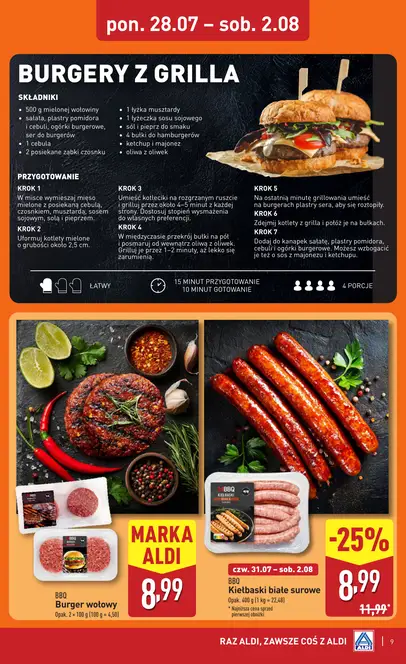 pon. 28.07 – sob. 2.08
BURGERY Z GRILLA
SKŁADNIKI
• 500 g mielonej wołowiny
• sałata, plastry pomidora
i cebuli, ogórki burgerowe,
ser do burgerów
• 1 cebula
• 2 posiekane ząbki czosnku
• 1 łyżka musztardy
• 1 łyżeczka sosu sojowego
• sól i pieprz do smaku
• 4 bułki do hamburgerów
• ketchup i majonez
• oliwa z oliwek
PRZYGOTOWANIE
KROK 1
W misce wymieszaj mięso
mielone z posiekaną cebulą,
czosnkiem, musztardą, sosem
sojowym, solą i pieprzem.
KROK 2
Uformuj kotlety mielone
o grubości około 2,5 cm.
KROK 3
Umieść kotleciki na rozgrzanym ruszcie
i grilluj przez około 4–5 minut z każdej
strony. Dostosuj stopień wysmażenia
do własnych preferencji.
KROK 4
W międzyczasie przekrój bułki na pół
i posmaruj od wewnątrz oliwą z oliwek.
Grilluj je przez 1–2 minuty, aż lekko się
zarumienią.
KROK 5
Na ostatnią minutę grillowania umieść
na burgerach plastry sera, aby się roztopiły.
KROK 6
Zdejmij kotlety z grilla i połóż je na bułkach.
KROK 7
Dodaj do kanapek sałatę, plastry pomidora,
cebuli i ogórki burgerowe. Możesz wzbogacić
je też o sos z majonezu i ketchupu.
ŁATWY
15 MINUT PRZYGOTOWANIE
10 MINUT GOTOWANIE
4 PORCJE
BBQ
Burger wołowy
Opak. 2 × 100 g (100 g = 4,50)
MARKA
ALDI
8,99
BBQ
czw. 31.07 – sob. 2.08
BBQ
Kiełbaski białe surowe
Opak. 400 g (1 kg = 22,48)
* Najniższa cena sprzed
pierwszej obniżki
-25%
8,99
11,99*
RAZ ALDI, ZAWSZE COŚ Z ALDI
ALDI
9